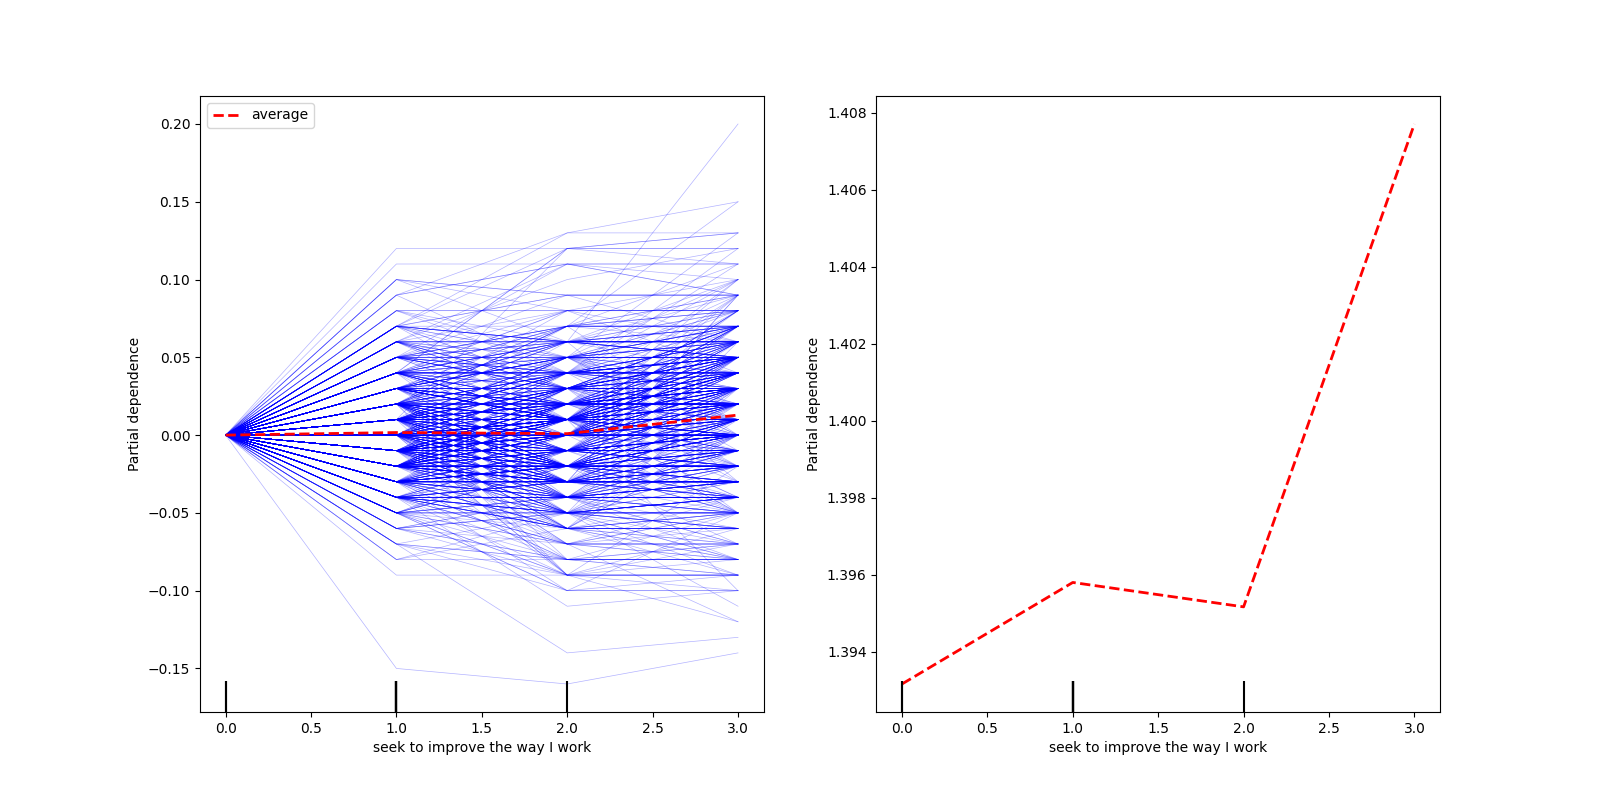 average
0.20
0.15
0.10
0.05
0.00
−0.05
−0.10
−0.15
Partial dependence
0.0 0.5 1.0 1.5 2.0 2.5 3.0
seek to improve the way I work
1.408
1.406
1.404
1.402
1.400
1.398
1.396
1.394
Partial dependence
0.0 0.5 1.0 1.5 2.0 2.5 3.0
seek to improve the way I work